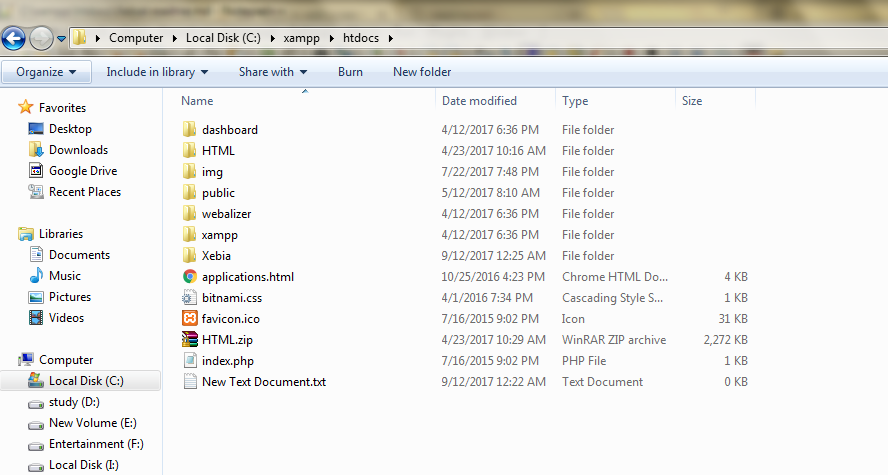 Computer Local Disk (C:) xampp htdocs
Organize Include in library Share with Burn New folder
Favorites
Desktop
Downloads
Google Drive
Recent Places
Libraries
Documents
Music
Pictures
Videos
Computer
Local Disk (C:)
study (D:)
New Volume (E:)
Entertainment (F:)
Local Disk (I:)
Name Date modified Type Size
dashboard 4/12/2017 6:36 PM File folder
HTML 4/23/2017 10:16 AM File folder
img 7/22/2017 7:48 PM File folder
public 5/12/2017 8:10 AM File folder
webalizer 4/12/2017 6:36 PM File folder
xampp 4/12/2017 6:36 PM File folder
Xebia 9/12/2017 12:25 AM File folder
applications.html 10/25/2016 4:23 PM Chrome HTML Do... 4 KB
bitnami.css 4/1/2016 7:34 PM Cascading Style S... 1 KB
favicon.ico 7/16/2015 9:02 PM Icon 31 KB
HTML.zip 4/23/2017 10:29 AM WinRAR ZIP archive 2,272 KB
index.php 7/16/2015 9:02 PM PHP File 1 KB
New Text Document.txt 9/12/2017 12:22 AM Text Document 0 KB